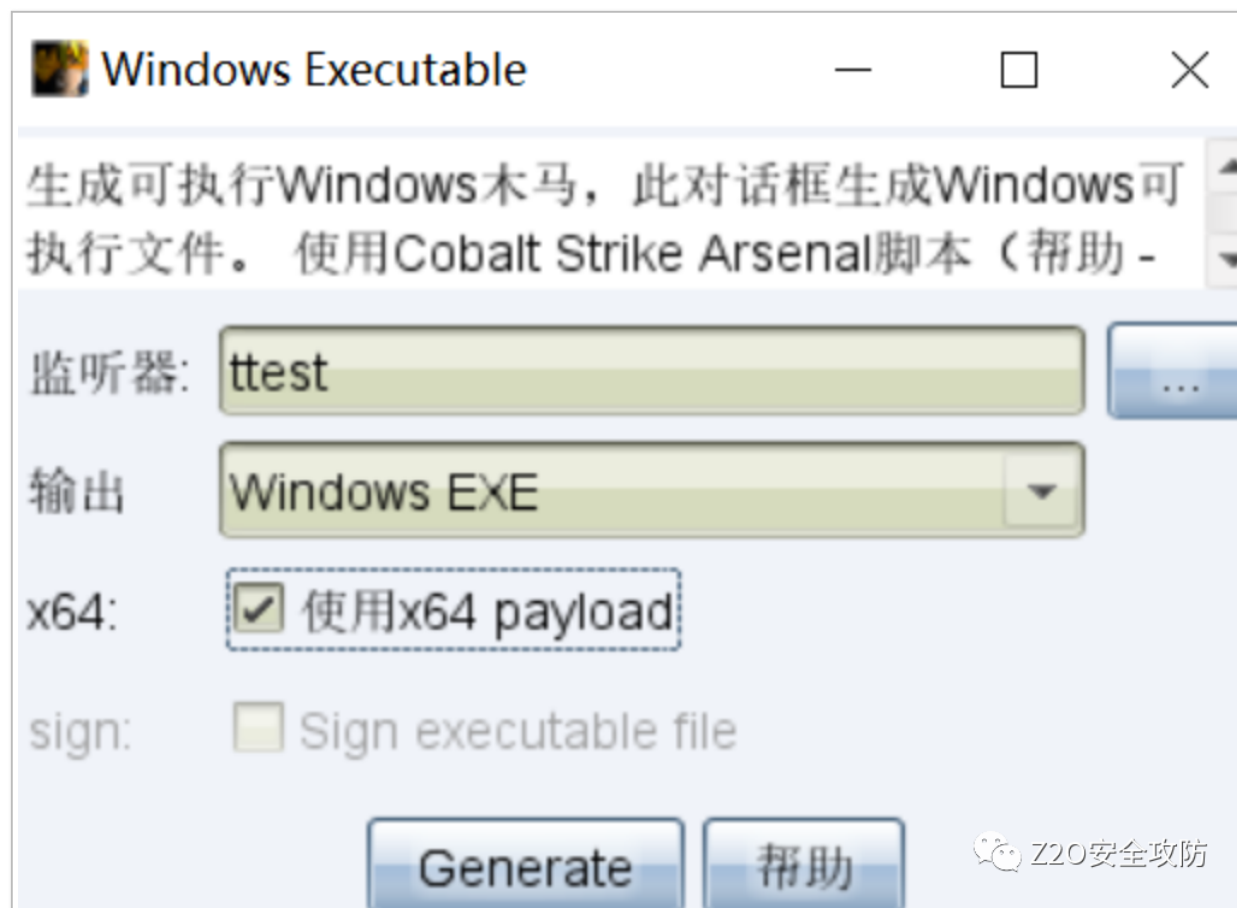 Windows Executable
生成可执行Windows木马，此对话框生成Windows可
执行文件。 使用Cobalt Strike Arsenal脚本（帮助 -
监听器: ttest ...
输出 Windows EXE
x64: 使用x64 payload
sign: Sign executable file
Generate 帮助
Z2O安全攻防